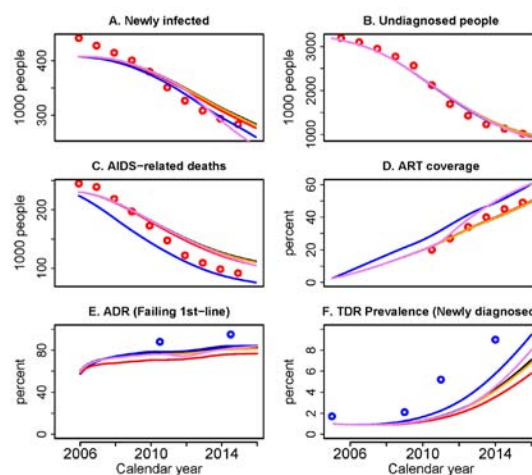 A. Newly infected
B. Undiagnosed people
1000 people
300
400
1000 people
1000
2000
3000
C. AIDS−related deaths
D. ART coverage
1000 people
100
200
percent
0
20
40
60
E. ADR (Failing 1st−line)
F. TDR Prevalence (Newly diagnosed
percent
0
40
80
percent
0
2
4
6
8
2006
2010
2014
2006
2010
2014
Calendar year
Calendar year